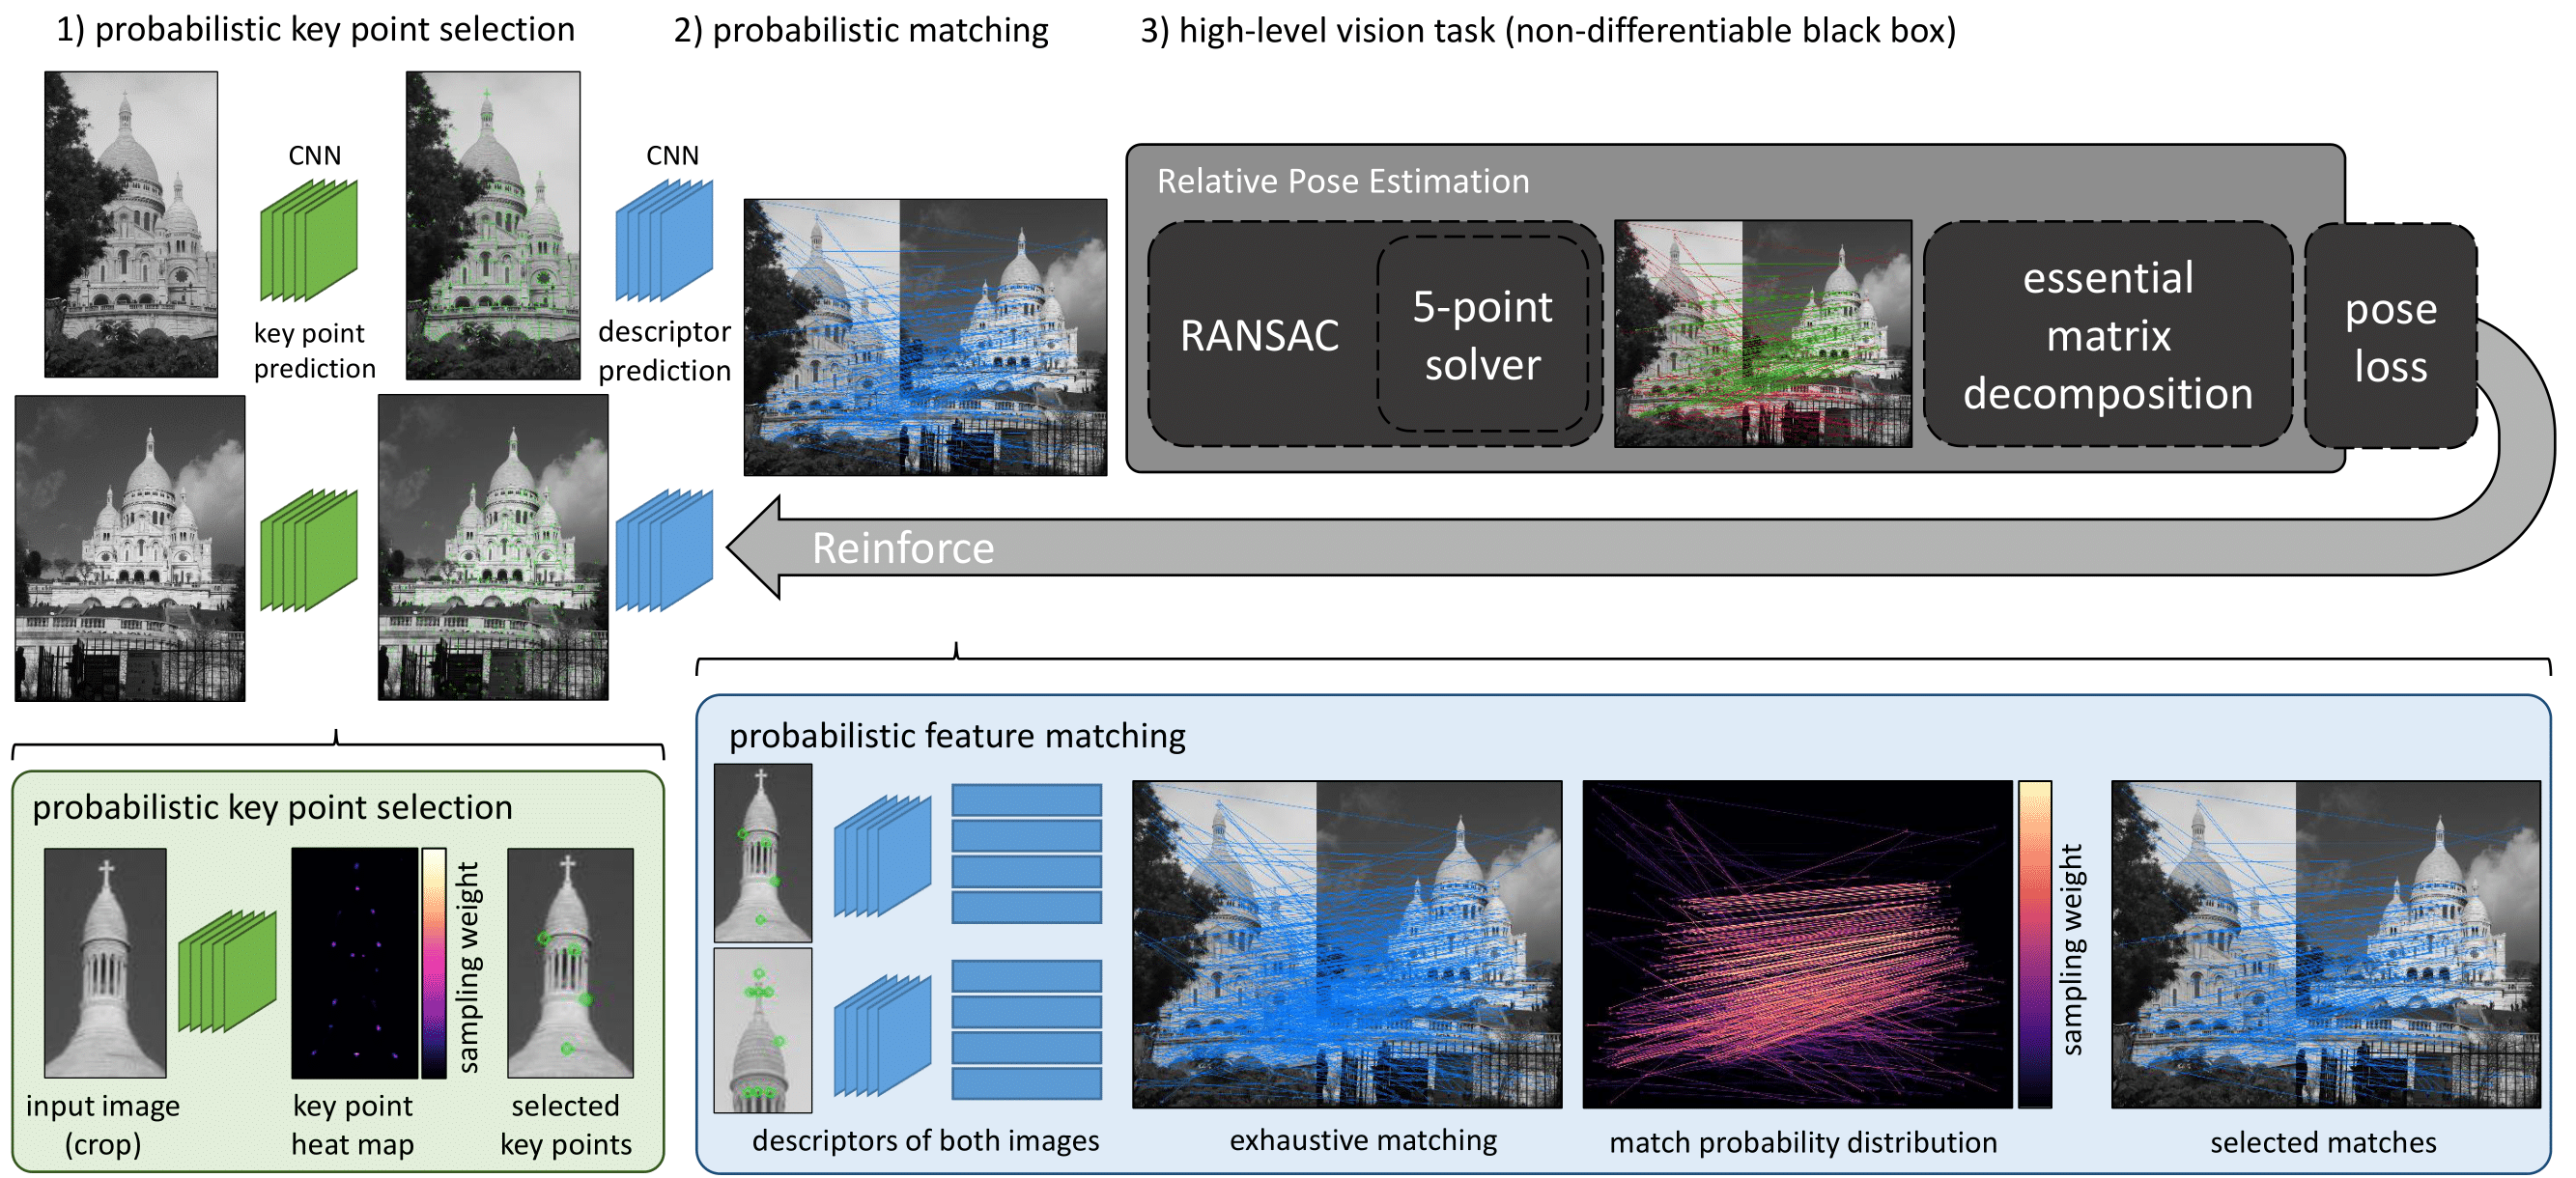 1) probabilistic key point selection
2) probabilistic matching
3) high-level vision task (non-differentiable black box)
CNN
key point
prediction
CNN
descriptor
prediction
Relative Pose Estimation
RANSAC
5-point
solver
essential
matrix
decomposition
pose
loss
Reinforce
probabilistic key point selection
input image
(crop)
key point
heat map
sampling weight
selected
key points
probabilistic feature matching
descriptors of both images
exhaustive matching
match probability distribution
sampling weight
selected matches